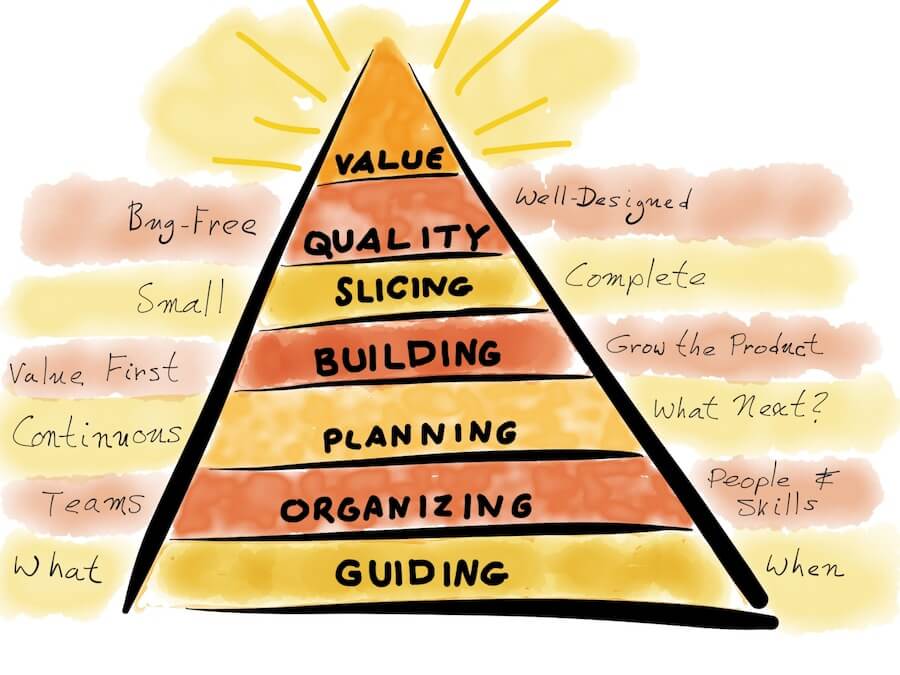 VALUE
Bug-Free
QUALITY
Well-Designed
Small
SLICING
Complete
Value First
BUILDING
Grow the Product
Continuous
PLANNING
What Next?
Teams
ORGANIZING
People &
Skills
What
GUIDING
When